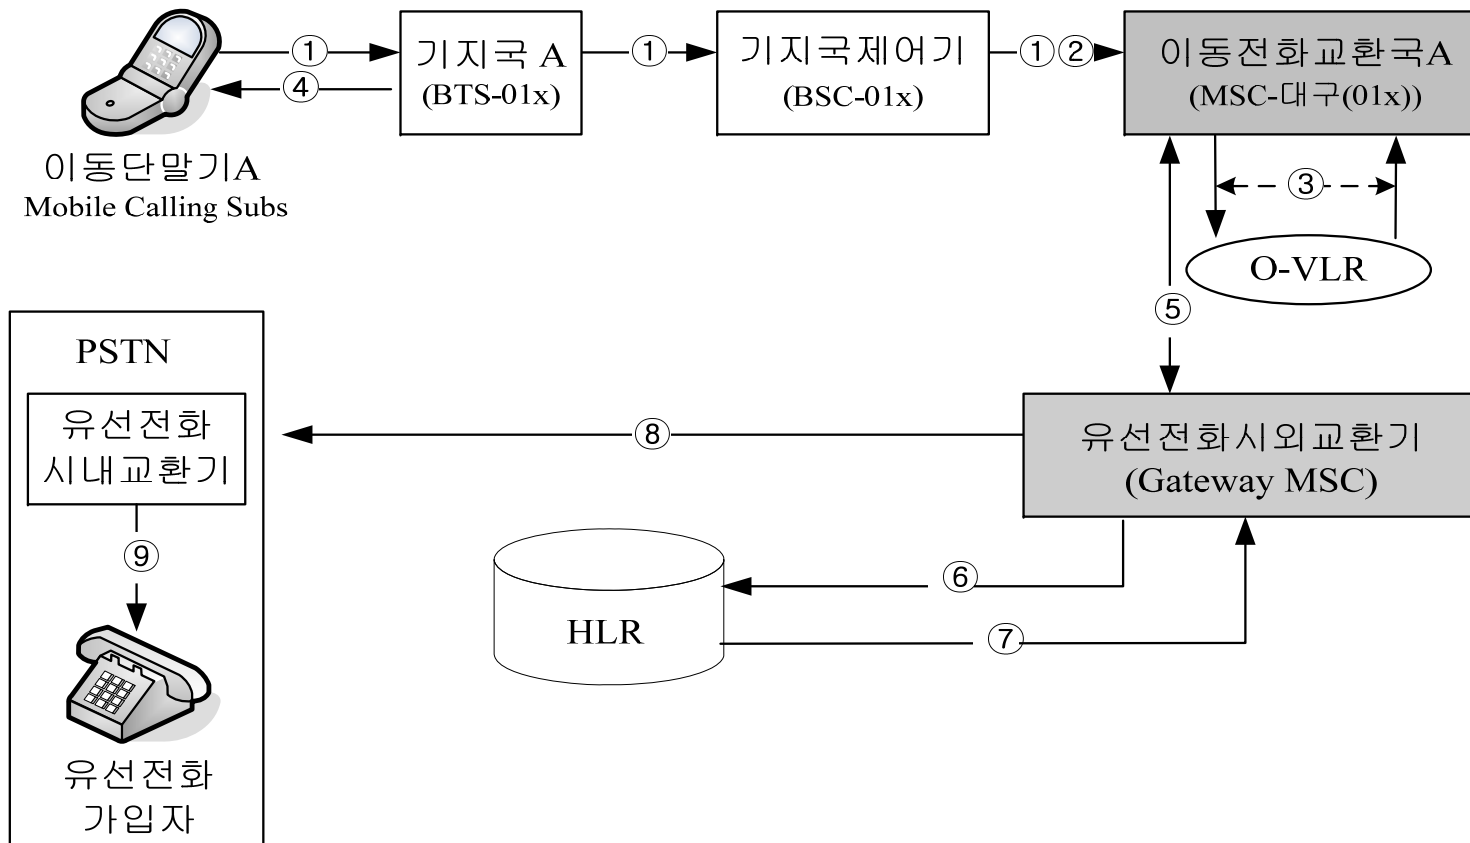 ①
기지국 A
(BTS-01x)
①
기지국제어기
(BSC-01x)
①②
이동전화교환국A
(MSC-대구(01x))
④
이동단말기A
Mobile Calling Subs
③
O-VLR
⑤
PSTN
유선전화
시내교환기
⑧
유선전화시외교환기
(Gateway MSC)
⑨
⑥
HLR
⑦
유선전화
가입자